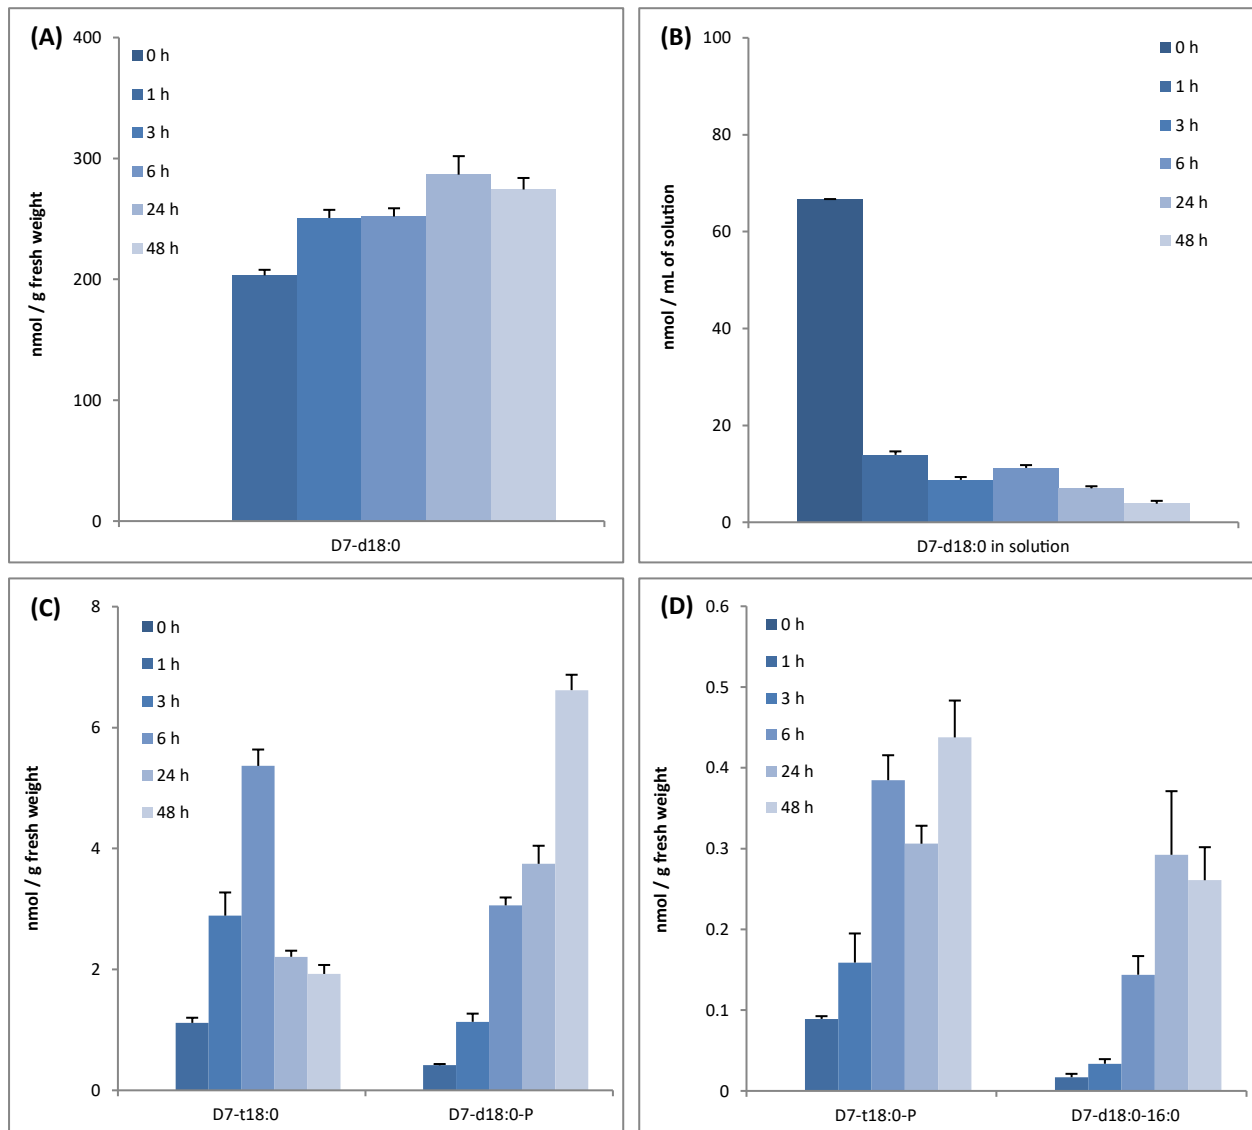 (A)
400
300
200
100
0
nmol / g fresh weight
0 h
1 h
3 h
6 h
24 h
48 h
D7-d18:0
(B)
100
80
60
40
20
0
nmol / mL of solution
0 h
1 h
3 h
6 h
24 h
48 h
D7-d18:0 in solution
(C)
8
6
4
2
0
nmol / g fresh weight
0 h
1 h
3 h
6 h
24 h
48 h
D7-t18:0
D7-d18:0-P
(D)
0.6
0.5
0.4
0.3
0.2
0.1
0
nmol / g fresh weight
0 h
1 h
3 h
6 h
24 h
48 h
D7-t18:0-P
D7-d18:0-16:0